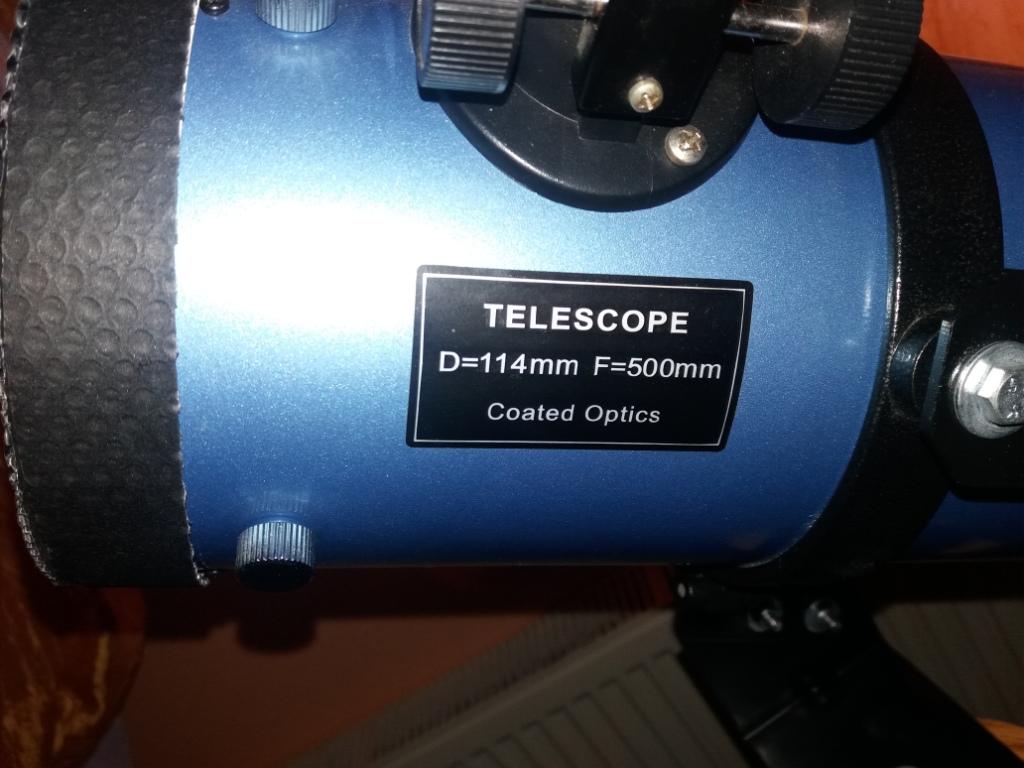 TELESCOPE
D=114mm F=500mm
Coated Optics